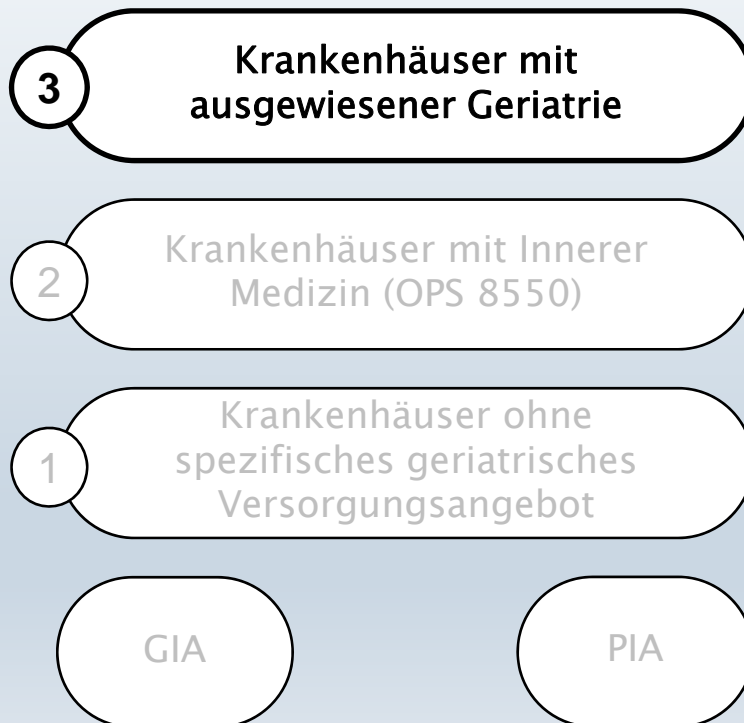 3
Krankenhäuser mit
ausgewiesener Geriatrie
2
Krankenhäuser mit Innerer
Medizin (OPS 8550)
1
Krankenhäuser ohne
spezifisches geriatrisches
Versorgungsangebot
GIA
PIA